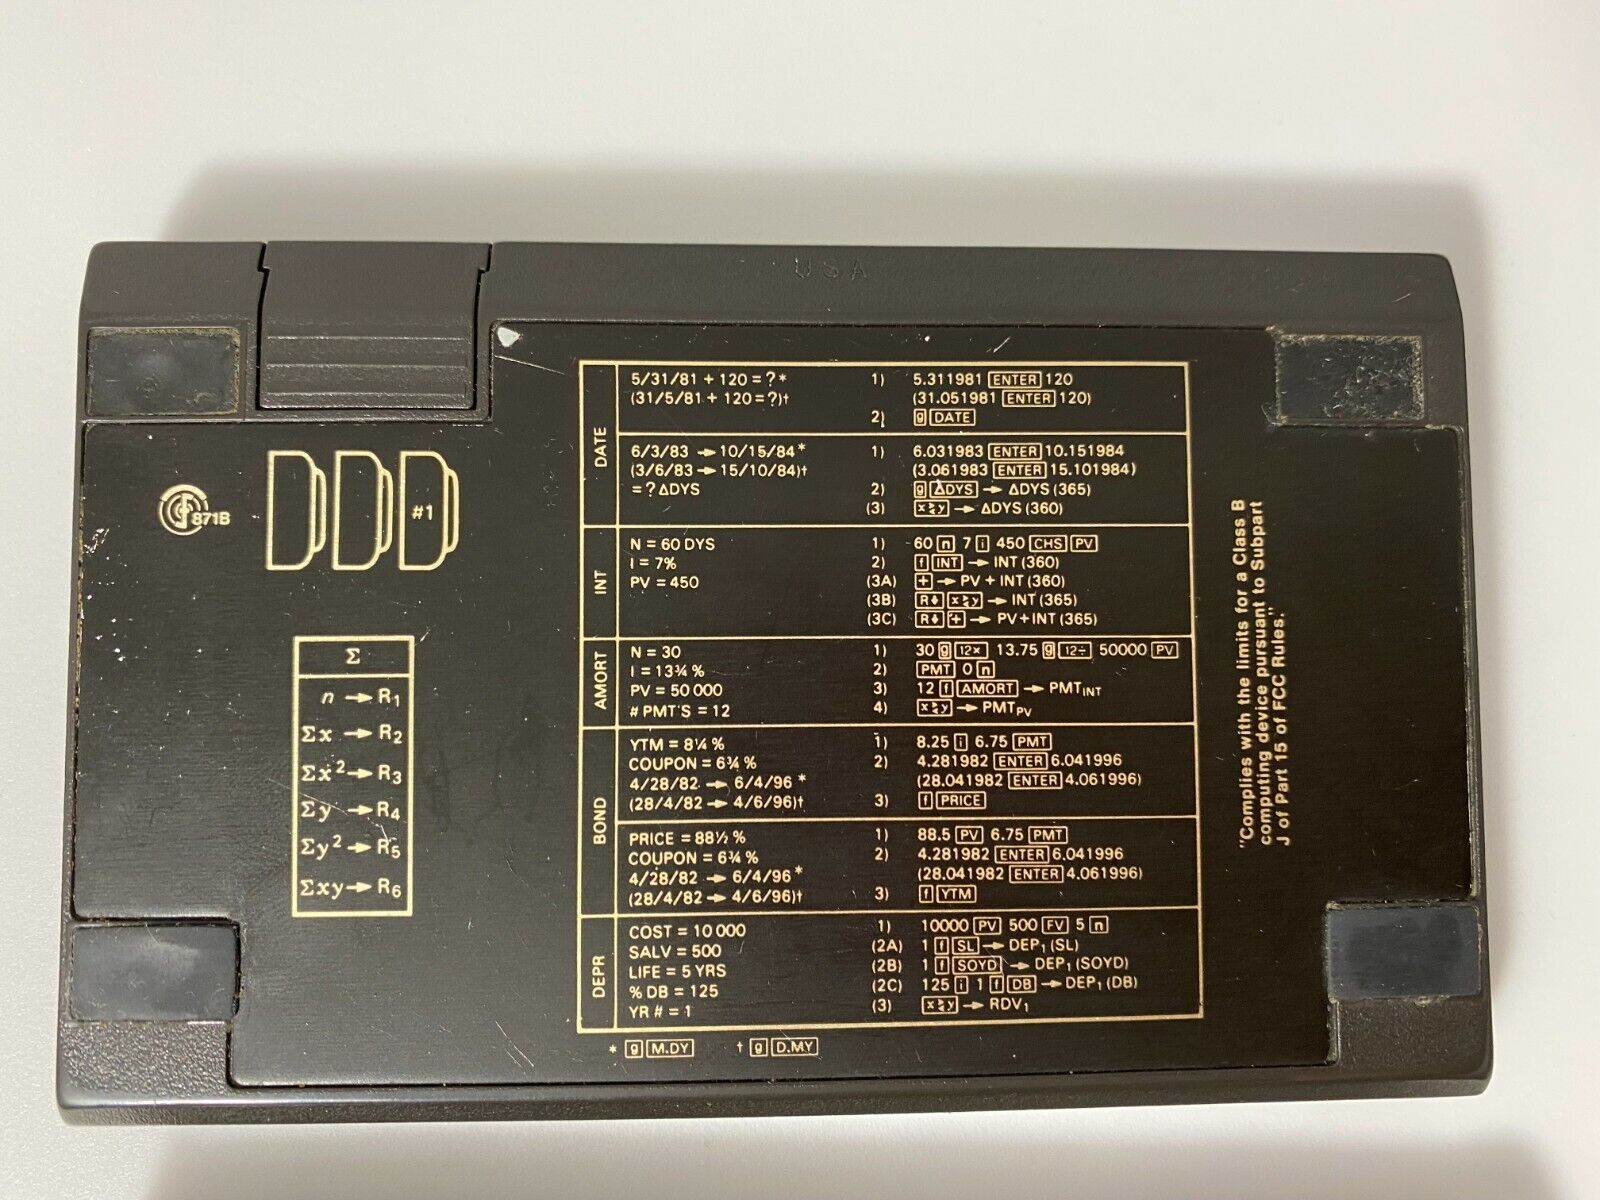 USA
871B
#1
Σ
n → R1
Σx → R2
Σx² → R3
Σy → R4
Σy² → R5
Σxy → R6
DATE
5/31/81 + 120 = ?* 1) 5.311981 ENTER 120
(31/5/81 + 120 = ?)† (31.051981 ENTER 120)
2) g DATE
6/3/83 → 10/15/84* 1) 6.031983 ENTER 10.151984
(3/6/83 → 15/10/84)† (3.061983 ENTER 15.101984)
= ? ΔDYS 2) g ΔDYS → ΔDYS (365)
(3) x≷y → ΔDYS (360)
INT
N = 60 DYS 1) 60 n 7 i 450 CHS PV
I = 7% 2) f INT → INT (360)
PV = 450 (3A) + → PV + INT (360)
(3B) R↓ x≷y → INT (365)
(3C) R↓ + → PV+INT (365)
AMORT
N = 30 1) 30 g 12× 13.75 g 12÷ 50000 PV
I = 13¾ % 2) PMT 0 n
PV = 50 000 3) 12 f AMORT → PMT INT
# PMT'S = 12 4) x≷y → PMT PV
BOND
YTM = 8¼ % 1) 8.25 i 6.75 PMT
COUPON = 6¾ % 2) 4.281982 ENTER 6.041996
4/28/82 → 6/4/96 * (28.041982 ENTER 4.061996)
(28/4/82 → 4/6/96)† 3) f PRICE
PRICE = 88½ % 1) 88.5 PV 6.75 PMT
COUPON = 6¾ % 2) 4.281982 ENTER 6.041996
4/28/82 → 6/4/96 * (28.041982 ENTER 4.061996)
(28/4/82 → 4/6/96)† 3) f YTM
DEPR
COST = 10 000 1) 10000 PV 500 FV 5 n
SALV = 500 (2A) 1 f SL → DEP1 (SL)
LIFE = 5 YRS (2B) 1 f SOYD → DEP1 (SOYD)
% DB = 125 (2C) 125 i 1 f DB → DEP1 (DB)
YR # = 1 (3) x≷y → RDV1
* g M.DY † g D.MY
"Complies with the limits for a Class B
computing device pursuant to Subpart
J of Part 15 of FCC Rules."